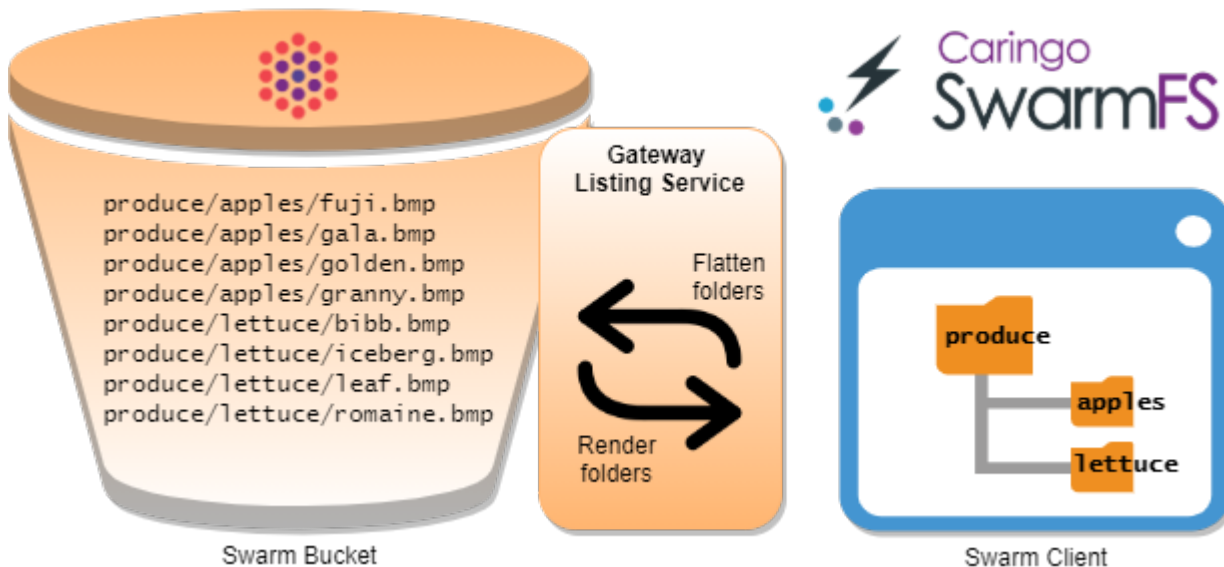 produce/apples/fuji.bmp
produce/apples/gala.bmp
produce/apples/golden.bmp
produce/apples/granny.bmp
produce/lettuce/bibb.bmp
produce/lettuce/iceberg.bmp
produce/lettuce/leaf.bmp
produce/lettuce/romaine.bmp
Swarm Bucket
Gateway
Listing Service
Flatten
folders
Render
folders
Caringo
SwarmFS
produce
apples
lettuce
Swarm Client